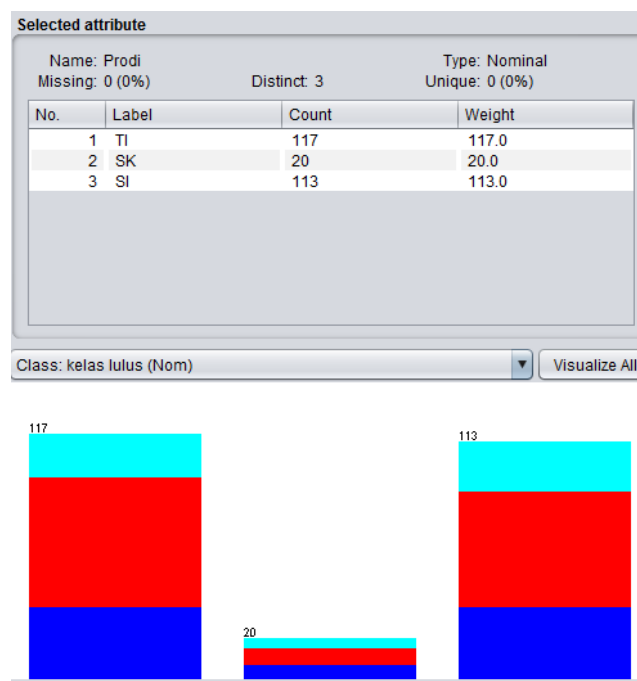 Selected attribute
Name: Prodi Type: Nominal
Missing: 0 (0%) Distinct: 3 Unique: 0 (0%)
No. Label Count Weight
1 TI 117 117.0
2 SK 20 20.0
3 SI 113 113.0
Class: kelas lulus (Nom) Visualize All
117
113
20